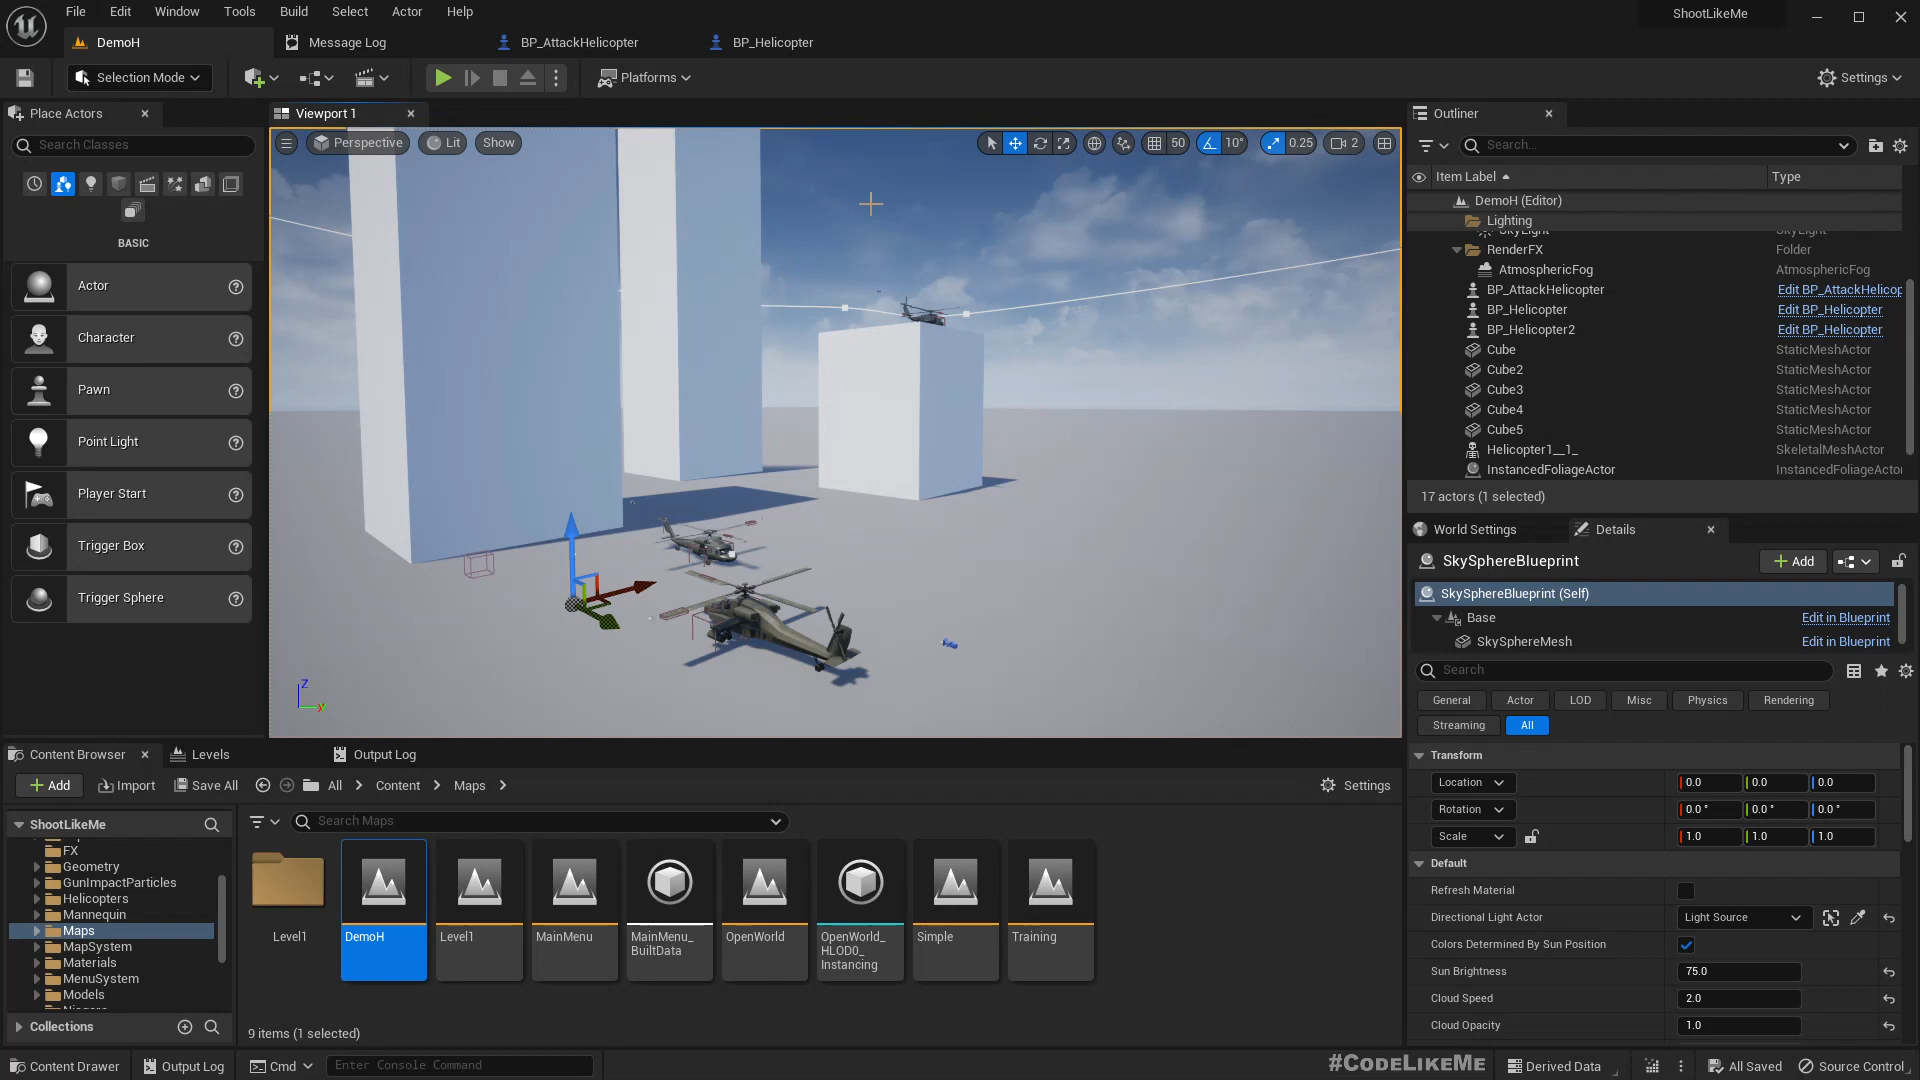 File Edit Window Tools Build Select Actor Help
ShootLikeMe
DemoH Message Log BP_AttackHelicopter BP_Helicopter
Selection Mode Platforms Settings
Place Actors
Search Classes
BASIC
Actor
Character
Pawn
Point Light
Player Start
Trigger Box
Trigger Sphere
Viewport 1
Perspective Lit Show 50 10° 0.25 2
Z
Outliner
Search...
Item Label Type
DemoH (Editor)
Lighting
SkyLight SkyLight
RenderFX Folder
AtmosphericFog AtmosphericFog
BP_AttackHelicopter Edit BP_AttackHelicop
BP_Helicopter Edit BP_Helicopter
BP_Helicopter2 Edit BP_Helicopter
Cube StaticMeshActor
Cube2 StaticMeshActor
Cube3 StaticMeshActor
Cube4 StaticMeshActor
Cube5 StaticMeshActor
Helicopter1__1_ SkeletalMeshActor
InstancedFoliageActor InstancedFoliageActo
17 actors (1 selected)
World Settings Details
SkySphereBlueprint Add
SkySphereBlueprint (Self)
Base Edit in Blueprint
SkySphereMesh Edit in Blueprint
Search
General Actor LOD Misc Physics Rendering
Streaming All
Transform
Location 0.0 0.0 0.0
Rotation 0.0 ° 0.0 ° 0.0 °
Scale 1.0 1.0 1.0
Default
Refresh Material
Directional Light Actor Light Source
Colors Determined By Sun Position
Sun Brightness 75.0
Cloud Speed 2.0
Cloud Opacity 1.0
Content Browser Levels Output Log
Add Import Save All All Content Maps Settings
ShootLikeMe
FX
Geometry
GunImpactParticles
Helicopters
Mannequin
Maps
MapSystem
Materials
MenuSystem
Models
Collections
Search Maps
Level1
DemoH
Level1
MainMenu
MainMenu_
BuiltData
OpenWorld
OpenWorld_
HLOD0_
Instancing
Simple
Training
9 items (1 selected)
Content Drawer Output Log Cmd Enter Console Command
#CODELIKEME
Derived Data All Saved Source Control